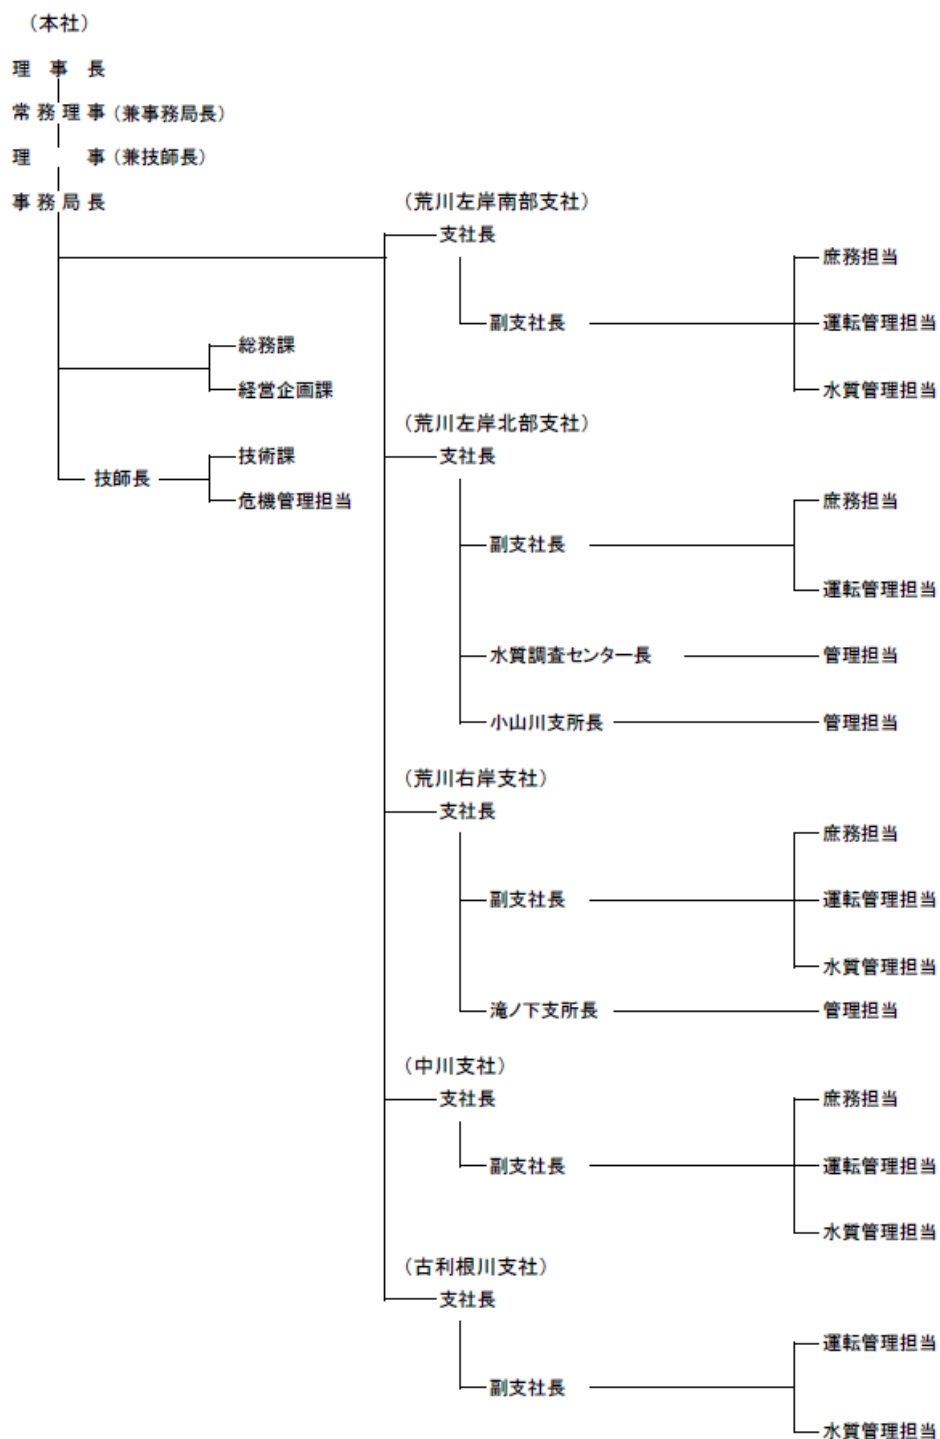 （本社）
理　事　長
常務理事（兼事務局長）
理　　事（兼技師長）
事務局長
総務課
経営企画課
技師長
技術課
危機管理担当
（荒川左岸南部支社）
支社長
副支社長
庶務担当
運転管理担当
水質管理担当
（荒川左岸北部支社）
支社長
副支社長
庶務担当
運転管理担当
水質調査センター長
管理担当
小山川支所長
管理担当
（荒川右岸支社）
支社長
副支社長
庶務担当
運転管理担当
水質管理担当
滝ノ下支所長
管理担当
（中川支社）
支社長
副支社長
庶務担当
運転管理担当
水質管理担当
（古利根川支社）
支社長
副支社長
運転管理担当
水質管理担当